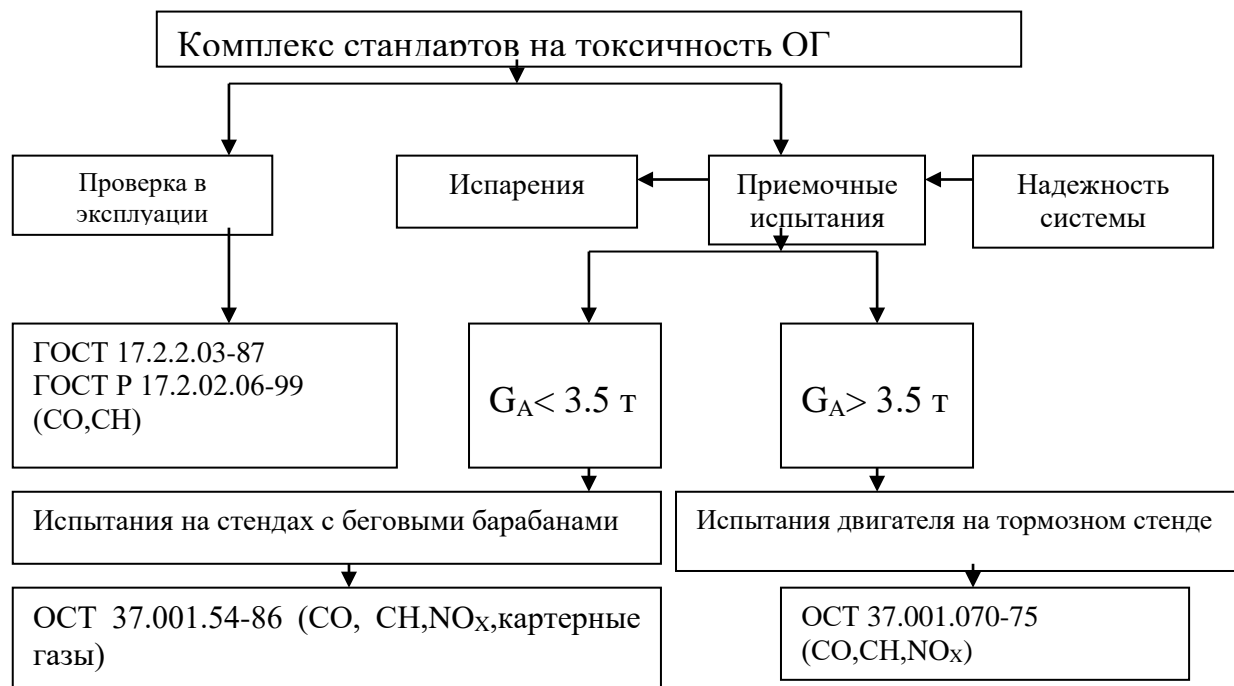 Комплекс стандартов на токсичность ОГ
Проверка в
эксплуации
Испарения
Приемочные
испытания
Надежность
системы
ГОСТ 17.2.2.03-87
ГОСТ Р 17.2.02.06-99
(CO,CH)
GА< 3.5 т
GА> 3.5 т
Испытания на стендах с беговыми барабанами
Испытания двигателя на тормозном стенде
ОСТ 37.001.54-86 (CO, CH,NOX,картерные
газы)
ОСТ 37.001.070-75
(CO,CH,NOX)